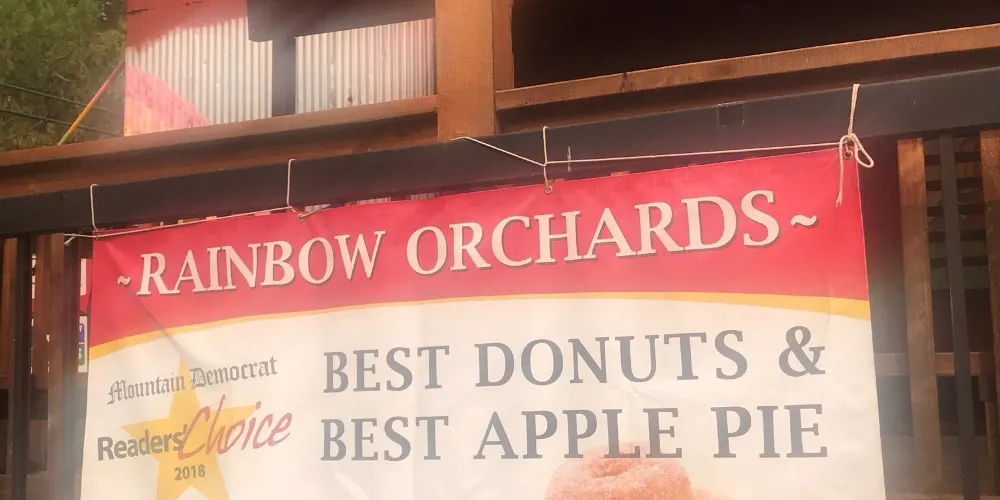 ~RAINBOW ORCHARDS~
Mountain Democrat
Readers' Choice
2018
BEST DONUTS &
BEST APPLE PIE